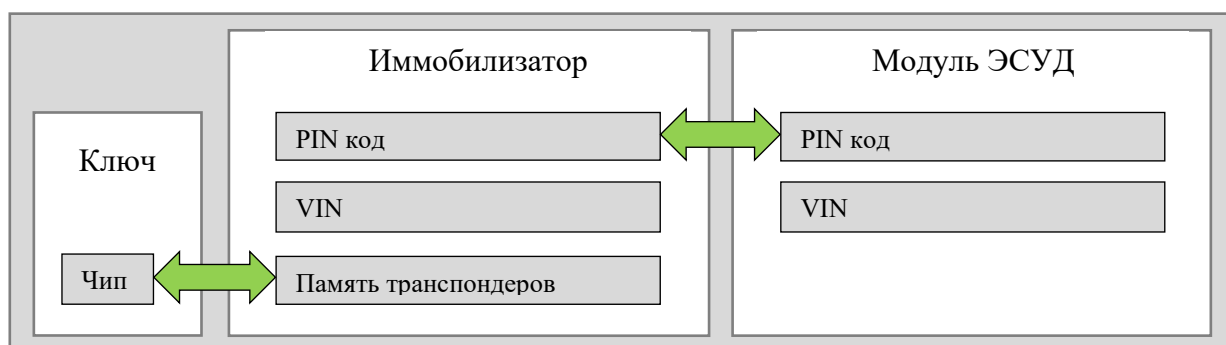 Иммобилизатор
Модуль ЭСУД
Ключ
PIN код
PIN код
VIN
VIN
Чип
Память транспондеров